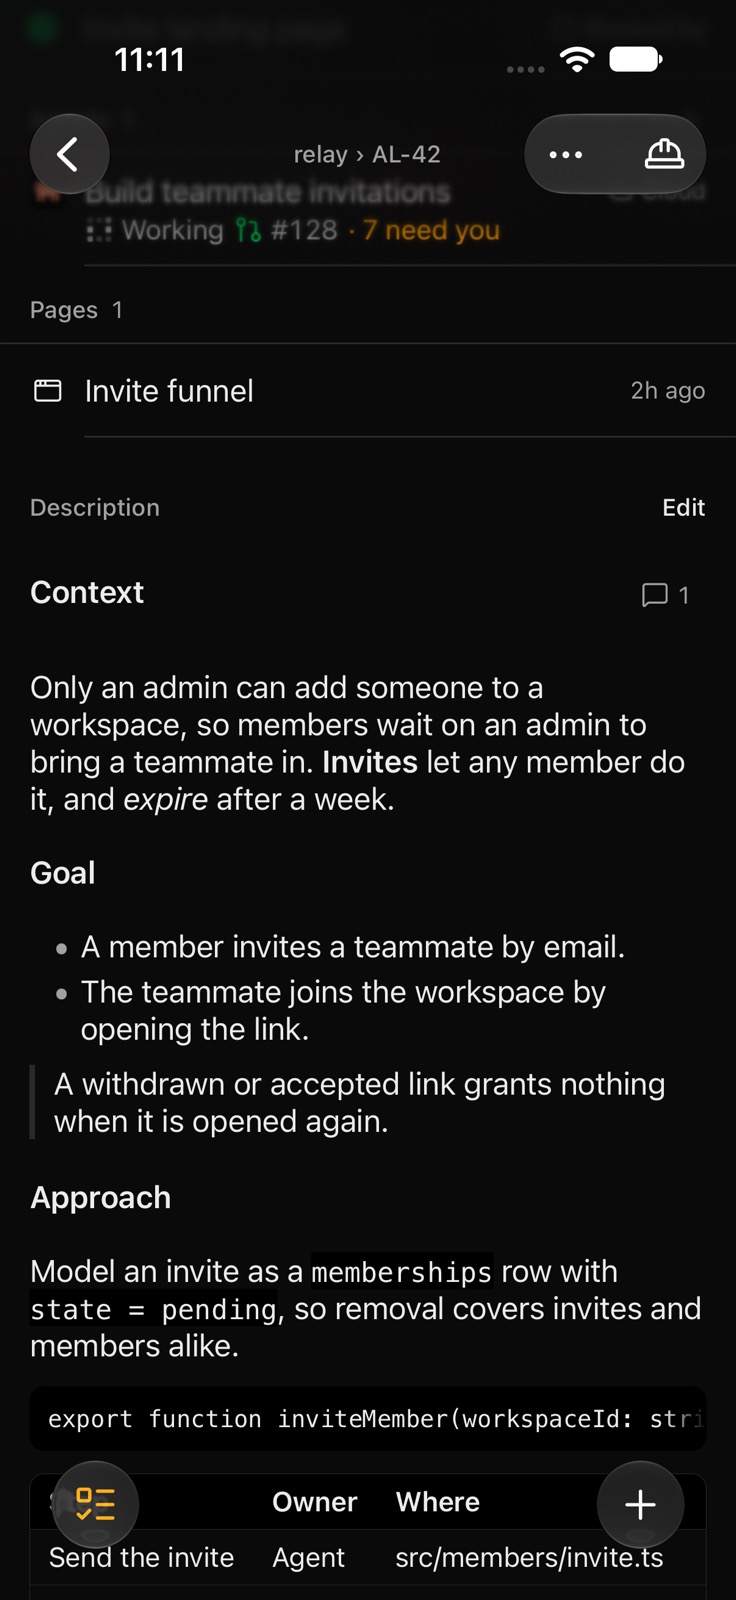 Invite landing page
11:11
relay › AL-42
Build teammate invitations
Cloud
Working #128 · 7 need you
Pages 1
Invite funnel 2h ago
Description Edit
Context 1
Only an admin can add someone to a
workspace, so members wait on an admin to
bring a teammate in. Invites let any member do
it, and expire after a week.
Goal
A member invites a teammate by email.
The teammate joins the workspace by
opening the link.
A withdrawn or accepted link grants nothing
when it is opened again.
Approach
Model an invite as a memberships row with
state = pending, so removal covers invites and
members alike.
export function inviteMember(workspaceId: stri
Owner Where
Send the invite Agent src/members/invite.ts